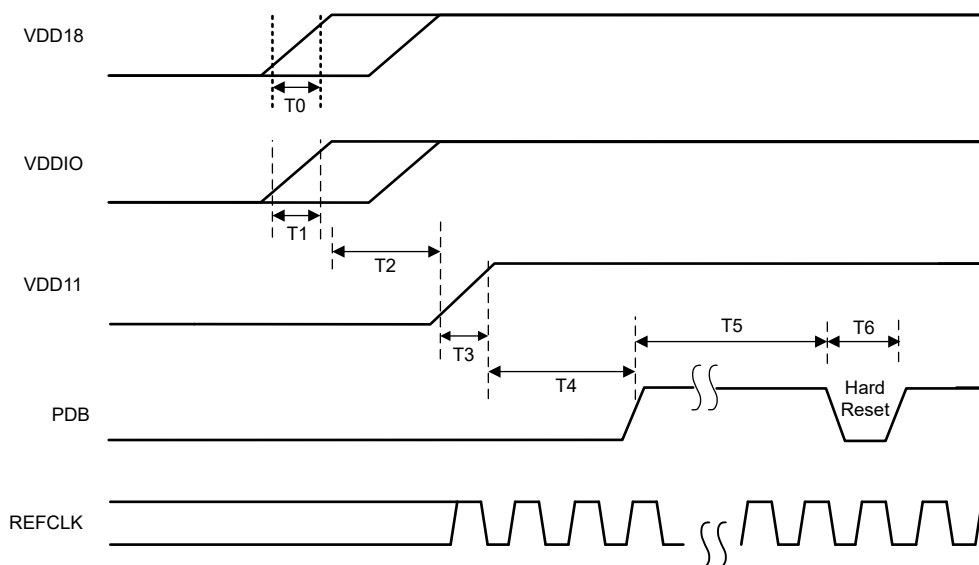 VDD18
T0
VDDIO
T1
T2
VDD11
T3
T5
T6
T4
Hard
Reset
PDB
REFCLK